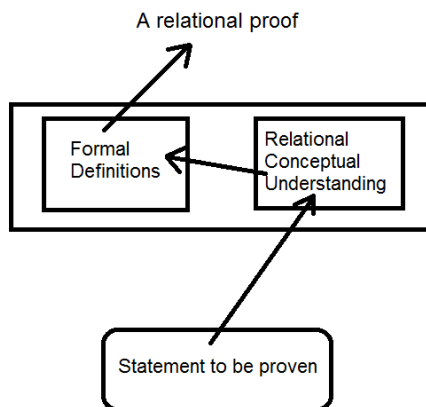 A relational proof
Formal
Definitions
Relational
Conceptual
Understanding
Statement to be proven